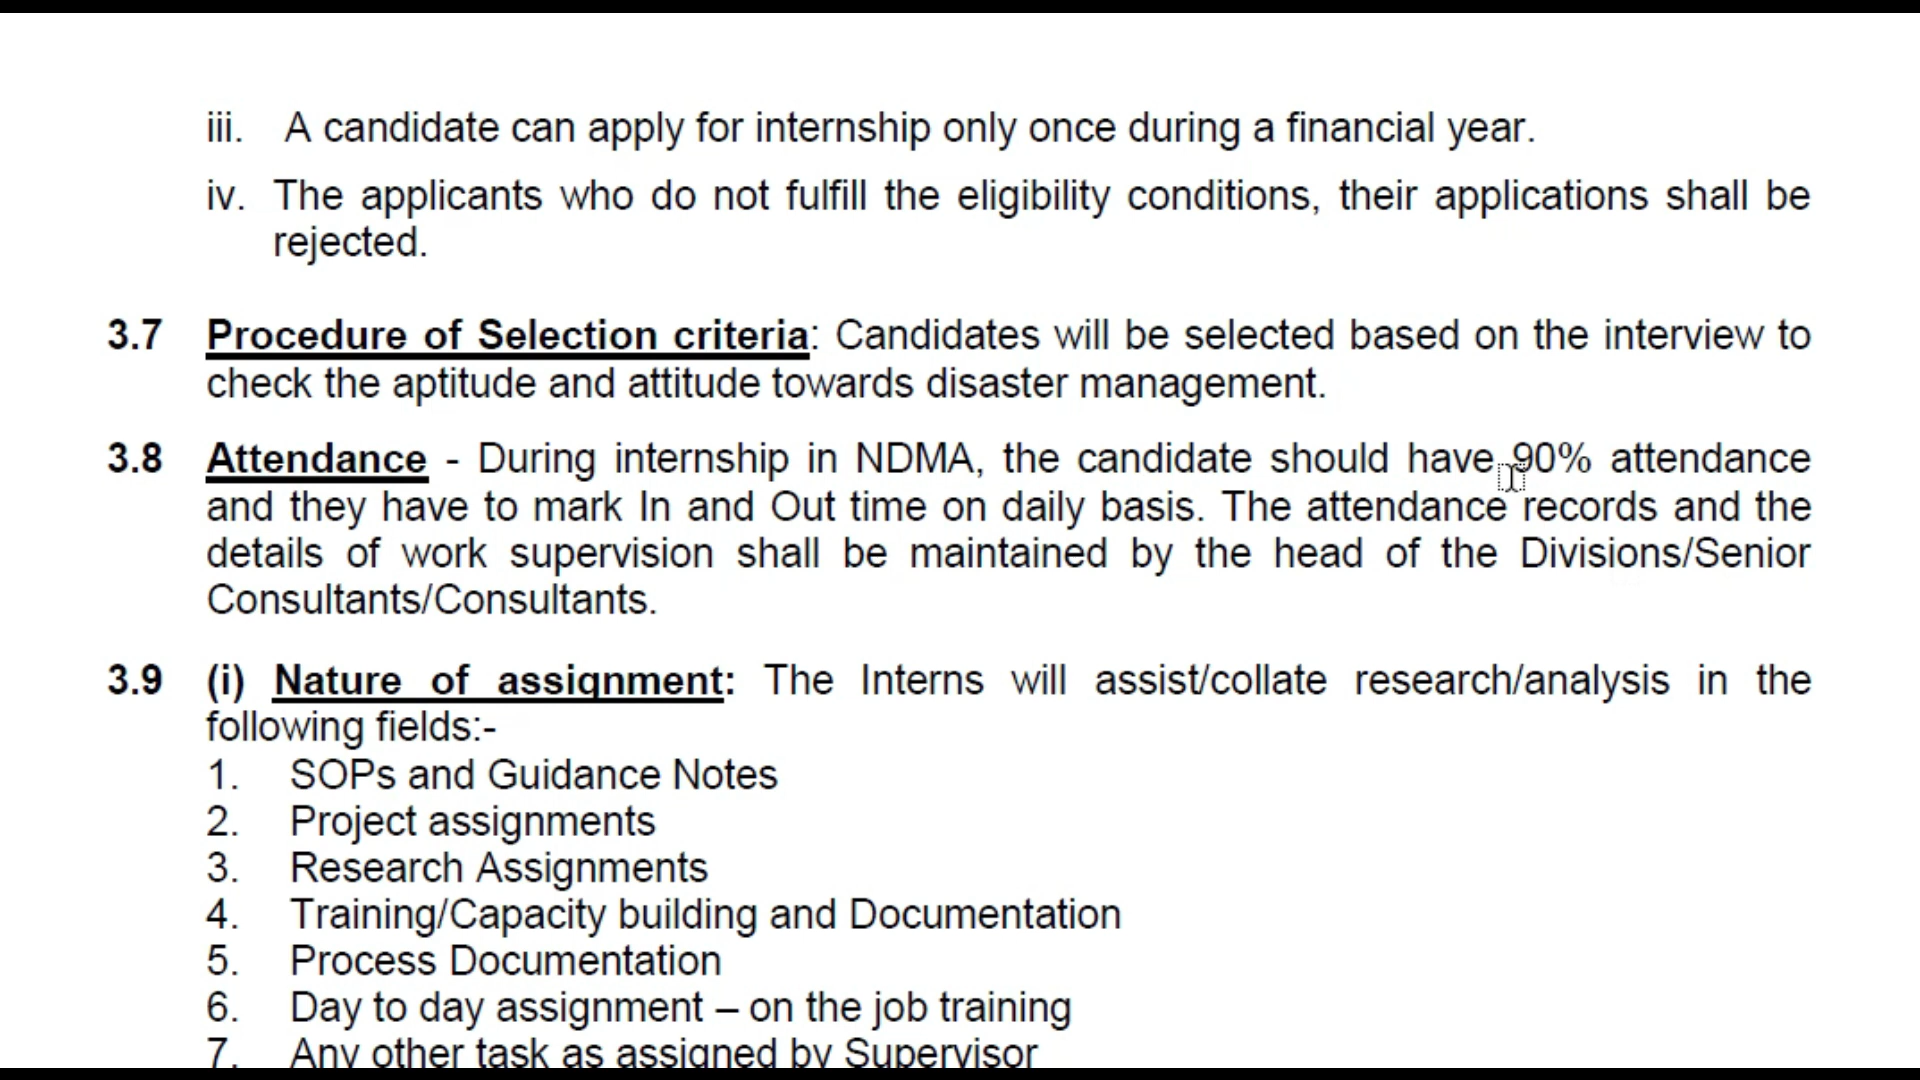 iii. A candidate can apply for internship only once during a financial year.
iv. The applicants who do not fulfill the eligibility conditions, their applications shall be
rejected.
3.7 Procedure of Selection criteria: Candidates will be selected based on the interview to
check the aptitude and attitude towards disaster management.
3.8 Attendance - During internship in NDMA, the candidate should have 90% attendance
and they have to mark In and Out time on daily basis. The attendance records and the
details of work supervision shall be maintained by the head of the Divisions/Senior
Consultants/Consultants.
3.9 (i) Nature of assignment: The Interns will assist/collate research/analysis in the
following fields:-
1. SOPs and Guidance Notes
2. Project assignments
3. Research Assignments
4. Training/Capacity building and Documentation
5. Process Documentation
6. Day to day assignment – on the job training
7. Any other task as assigned by Supervisor